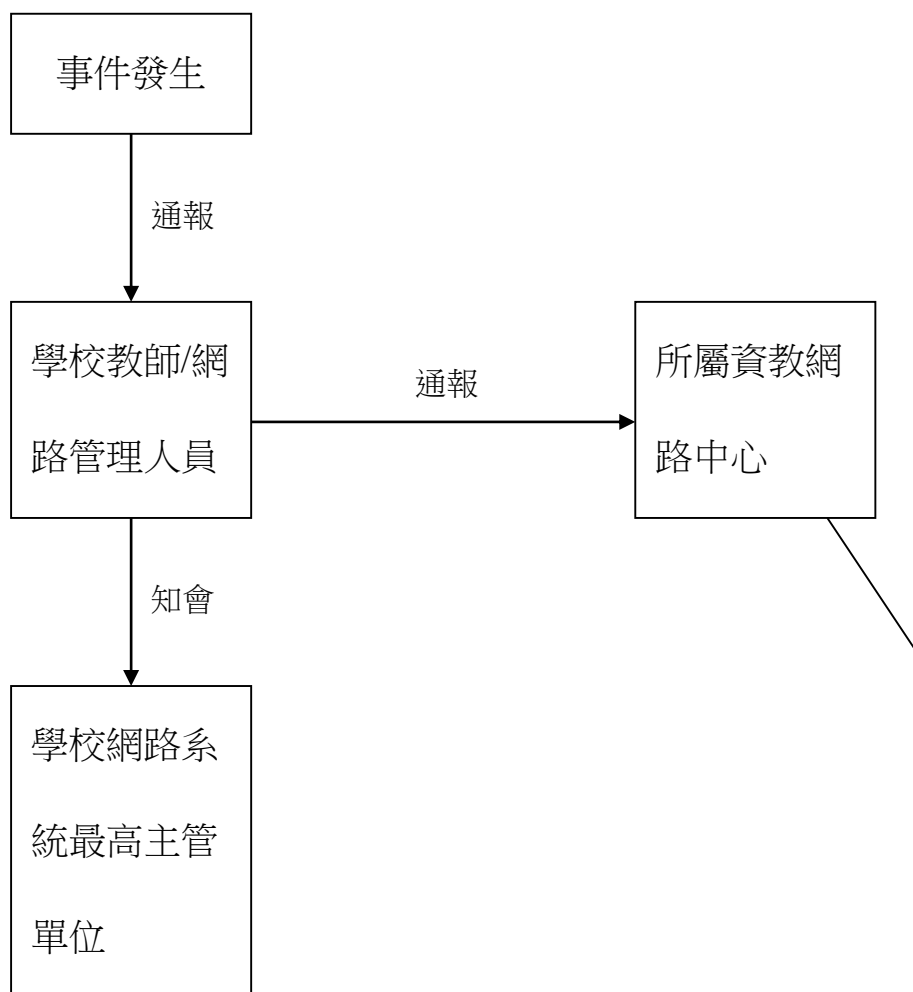 事件發生
通報
學校教師/網
路管理人員
通報
所屬資教網
路中心
知會
學校網路系
統最高主管
單位